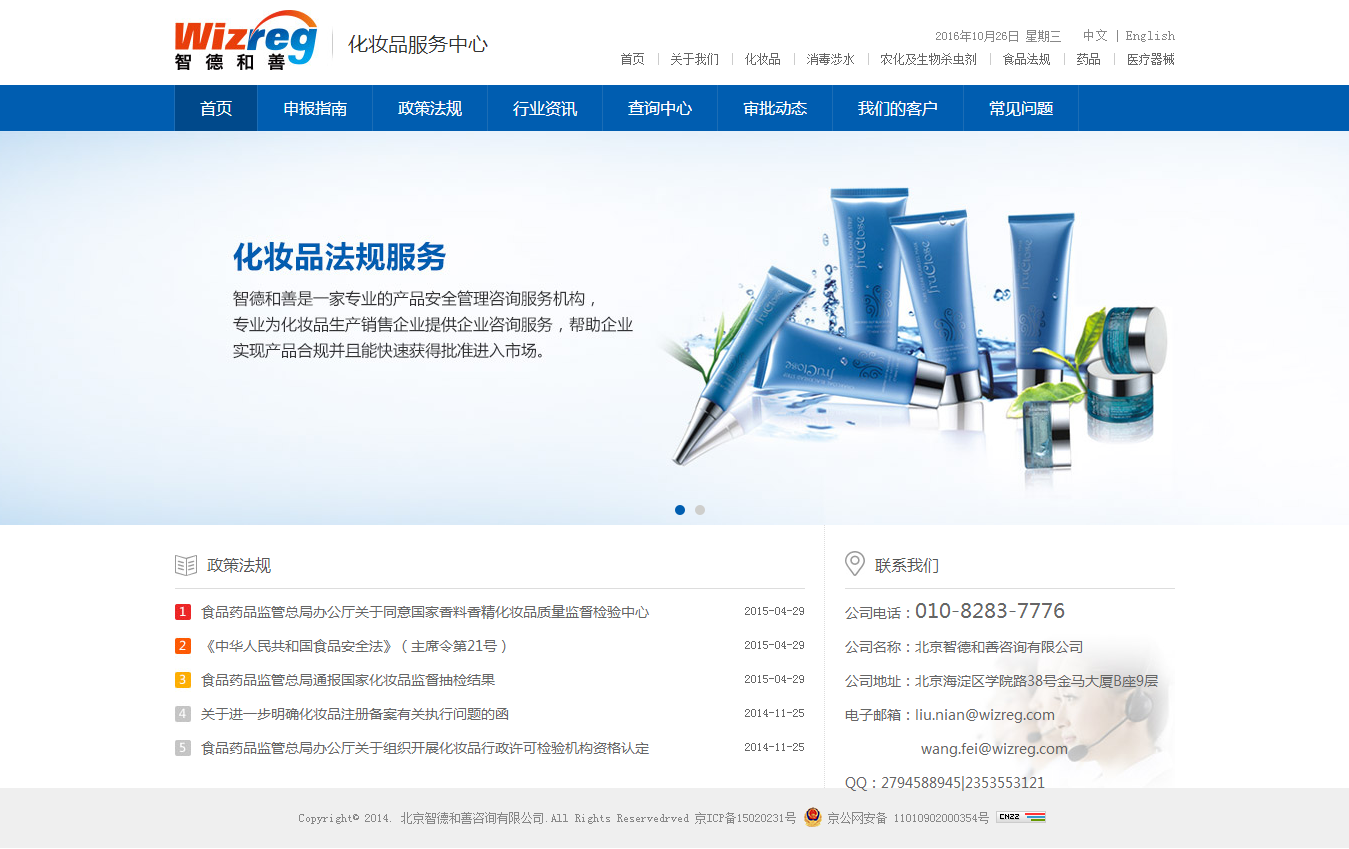 Wizreg
智德和善
化妆品服务中心
2016年10月26日 星期三 中文 | English
首页 关于我们 化妆品 消毒涉水 农化及生物杀虫剂 食品法规 药品 医疗器械
首页 申报指南 政策法规 行业资讯 查询中心 审批动态 我们的客户 常见问题
化妆品法规服务
智德和善是一家专业的产品安全管理咨询服务机构，
专业为化妆品生产销售企业提供企业咨询服务，帮助企业
实现产品合规并且能快速获得批准进入市场。
fruClose
fruClose
fruClose
fruClose
fruClose
政策法规
1 食品药品监管总局办公厅关于同意国家香料香精化妆品质量监督检验中心 2015-04-29
2 《中华人民共和国食品安全法》（主席令第21号） 2015-04-29
3 食品药品监管总局通报国家化妆品监督抽检结果 2015-04-29
4 关于进一步明确化妆品注册备案有关执行问题的函 2014-11-25
5 食品药品监管总局办公厅关于组织开展化妆品行政许可检验机构资格认定 2014-11-25
联系我们
公司电话：010-8283-7776
公司名称：北京智德和善咨询有限公司
公司地址：北京海淀区学院路38号金马大厦B座9层
电子邮箱：liu.nian@wizreg.com
wang.fei@wizreg.com
QQ：2794588945|2353553121
Copyright© 2014. 北京智德和善咨询有限公司.All Rights Reservedrved 京ICP备15020231号 京公网安备 11010902000354号 CNZZ